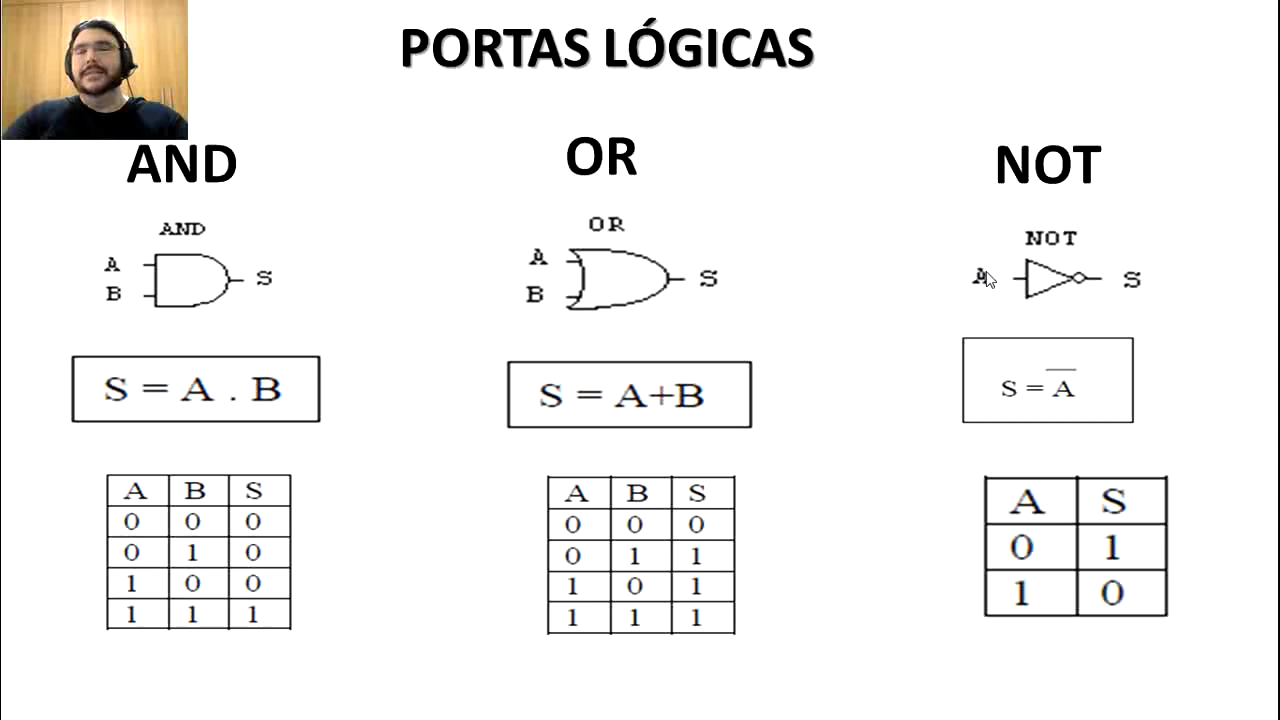 PORTAS LÓGICAS
AND
OR
NOT
AND
A
B
S
OR
A
B
S
NOT
A
S
S = A . B
S = A+B
S = A̅
A B S
0 0 0
0 1 0
1 0 0
1 1 1
A B S
0 0 0
0 1 1
1 0 1
1 1 1
A S
0 1
1 0